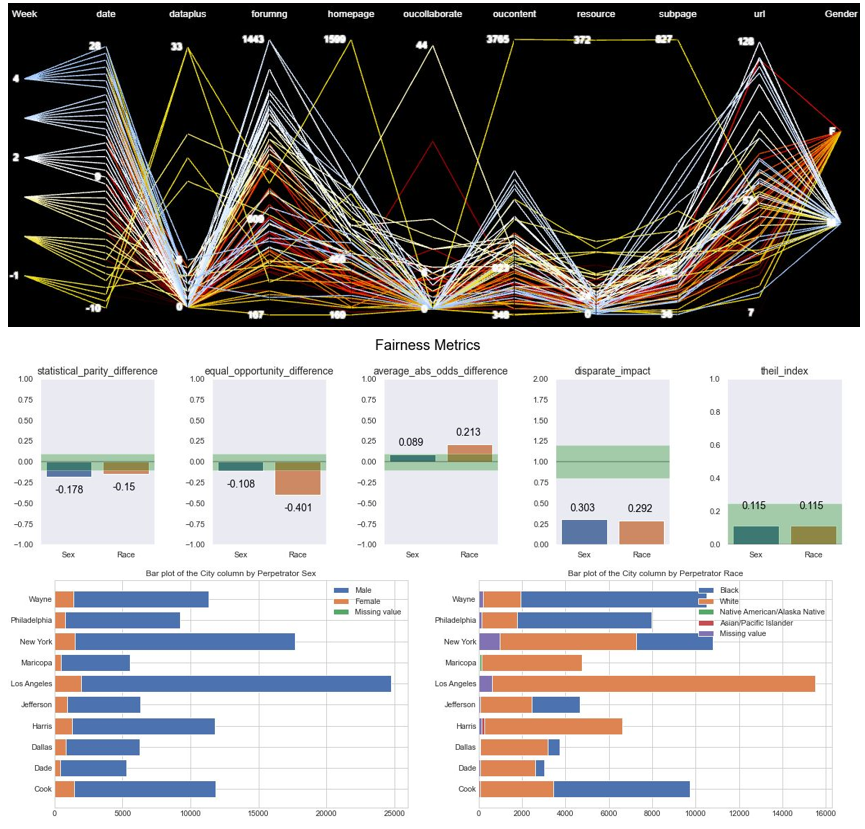 Week date dataplus forumng homepage oucollaborate oucontent resource subpage url Gender
28 33 1443 1599 44 3765 372 827 128
4
F
2
9
-1
-10 0 167 169 0 0 7
Fairness Metrics
statistical_parity_difference equal_opportunity_difference average_abs_odds_difference disparate_impact theil_index
1.00 1.00 1.00 2.00 1.0
0.75 0.75 0.75 1.75
0.8
0.50 0.50 0.50 1.50
0.25 0.25 0.25 1.25 0.6
0.00 0.00 0.00 1.00
−0.25 −0.25 −0.25 0.75 0.4
−0.50 −0.50 −0.50 0.50
0.2
−0.75 −0.75 −0.75 0.25
−1.00 −1.00 −1.00 0.00 0.0
-0.178 -0.15 -0.108 -0.401 0.089 0.213 0.303 0.292 0.115 0.115
Sex Race Sex Race Sex Race Sex Race Sex Race
Bar plot of the City column by Perpetrator Sex
Male
Female
Missing value
Wayne
Philadelphia
New York
Maricopa
Los Angeles
Jefferson
Harris
Dallas
Dade
Cook
0 5000 10000 15000 20000 25000
Bar plot of the City column by Perpetrator Race
Black
White
Native American/Alaska Native
Asian/Pacific Islander
Missing value
Wayne
Philadelphia
New York
Maricopa
Los Angeles
Jefferson
Harris
Dallas
Dade
Cook
0 2000 4000 6000 8000 10000 12000 14000 16000